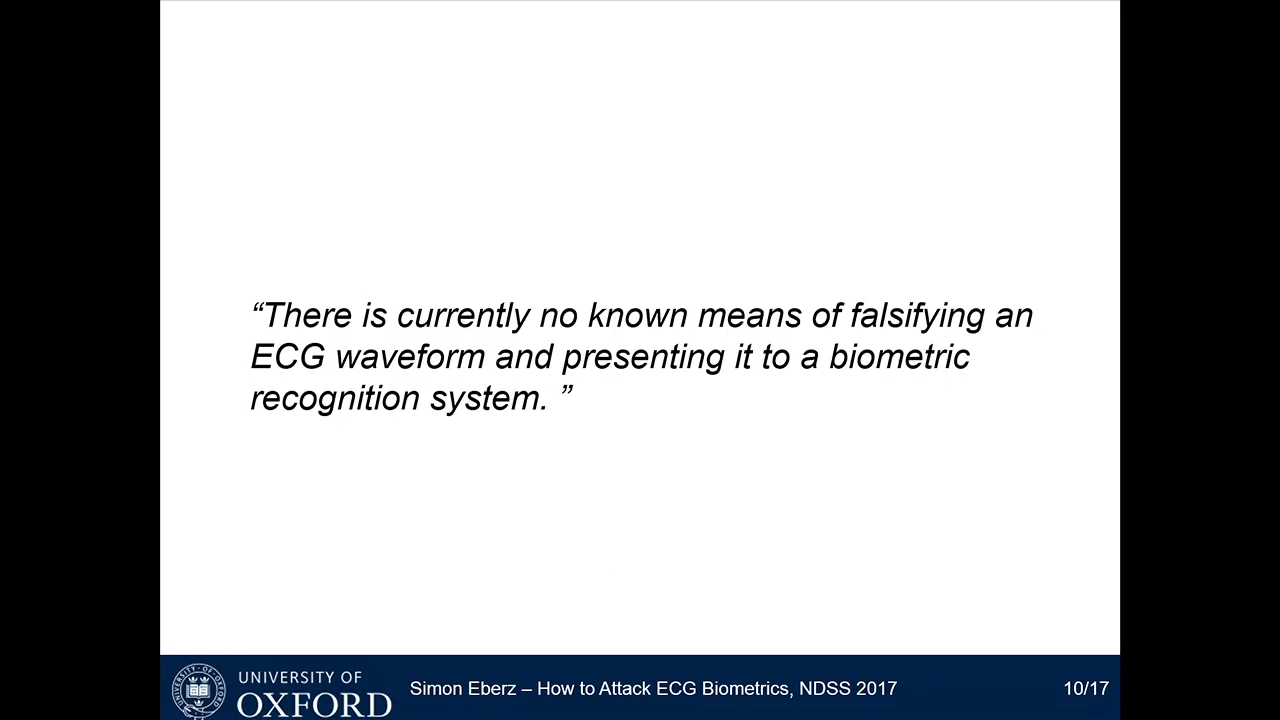 “There is currently no known means of falsifying an
ECG waveform and presenting it to a biometric
recognition system. ”
UNIVERSITY OF
OXFORD
Simon Eberz – How to Attack ECG Biometrics, NDSS 2017
10/17